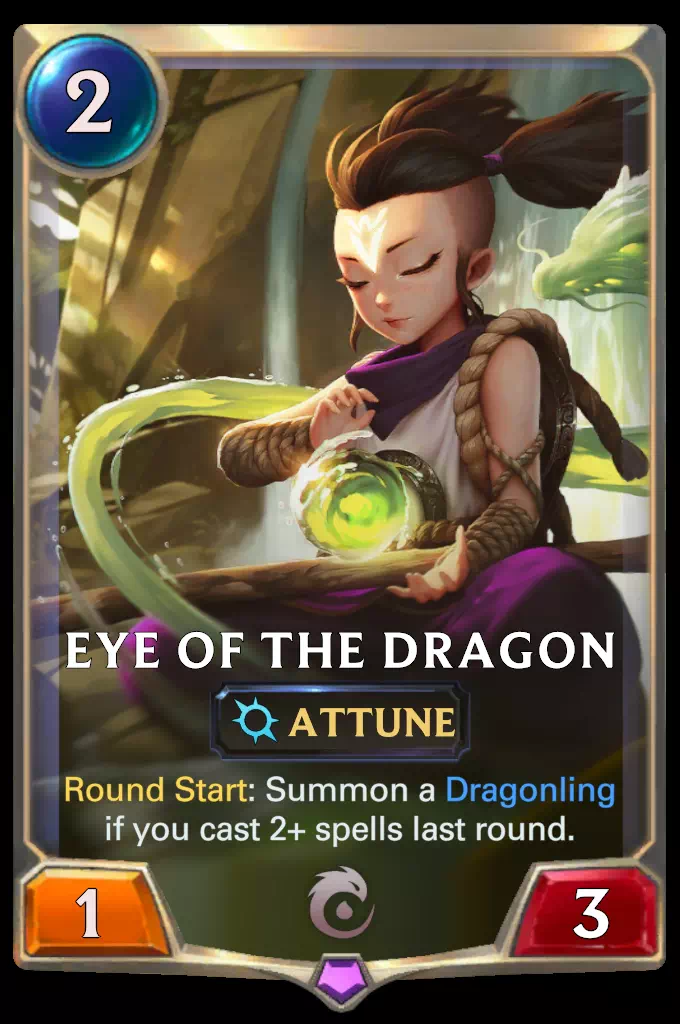 2
EYE OF THE DRAGON
ATTUNE
Round Start: Summon a Dragonling
if you cast 2+ spells last round.
1
3